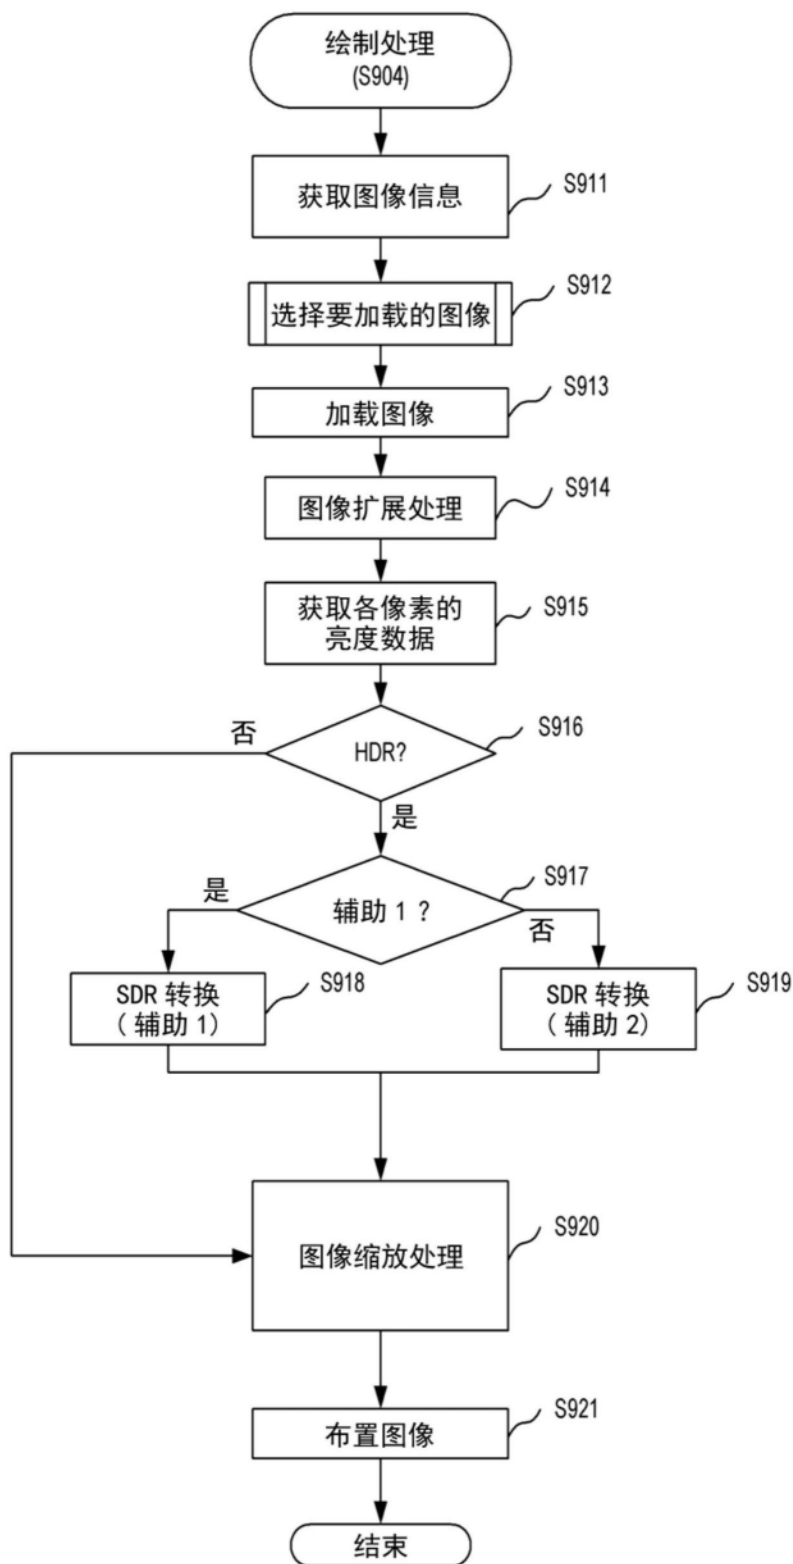 绘制处理
(S904)
获取图像信息
S911
选择要加载的图像
S912
加载图像
S913
图像扩展处理
S914
获取各像素的
亮度数据
S915
否
HDR?
S916
是
是
辅助 1 ?
S917
否
SDR 转换
( 辅助 1)
S918
SDR 转换
( 辅助 2)
S919
图像缩放处理
S920
布置图像
S921
结束